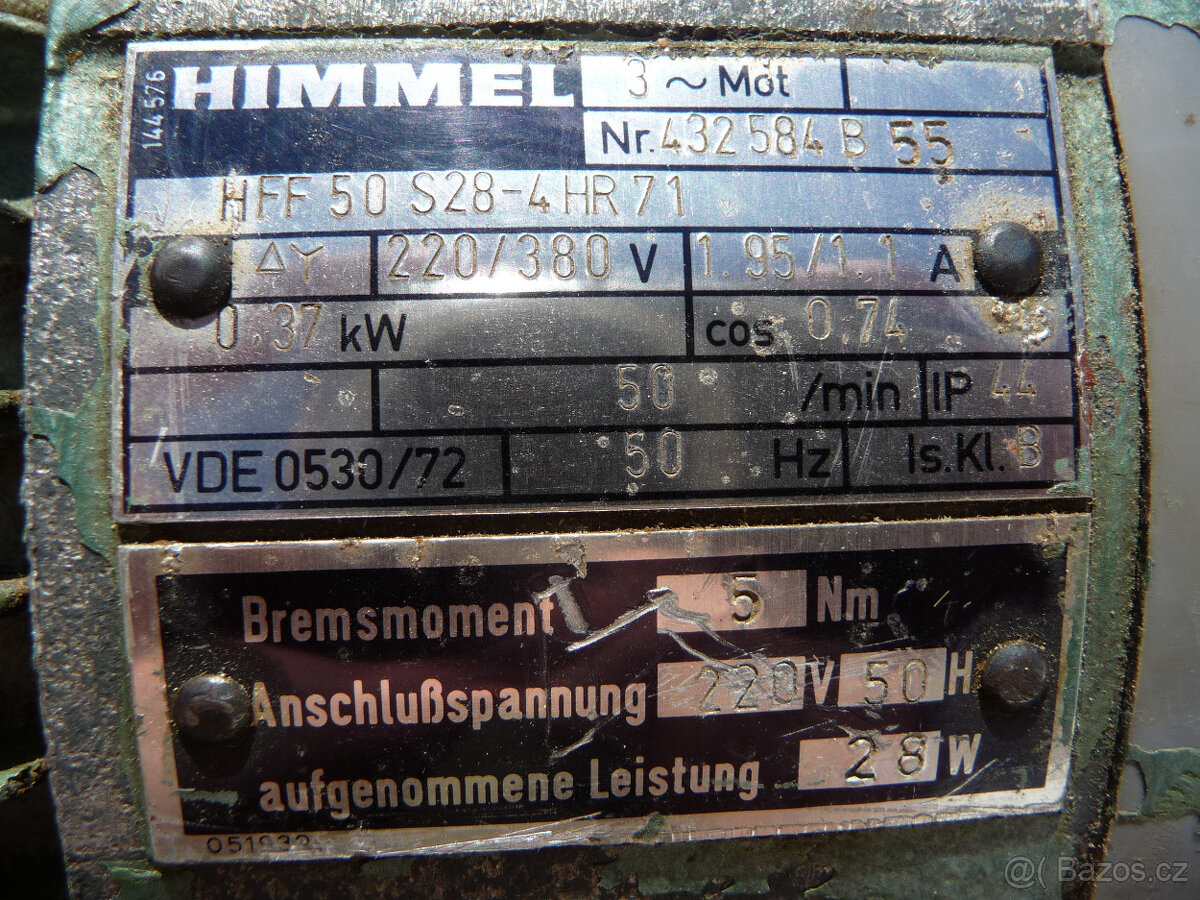 144576
HIMMEL 3 ~ Mot
Nr. 432 584 B 55
HFF 50 S28-4 HR 71
△Y 220/380 V 1.95/1.1 A
0.37 kW cos 0.74
50 /min IP 44
VDE 0530/72 50 Hz Is.Kl. B
Bremsmoment 5 Nm
Anschlußspannung 220 V 50 H
aufgenommene Leistung 28 W
@ Bazos.cz